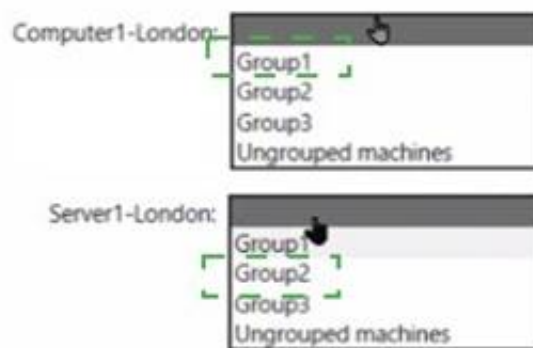 Computer1-London:
Group1
Group2
Group3
Ungrouped machines
Server1-London:
Group1
Group2
Group3
Ungrouped machines